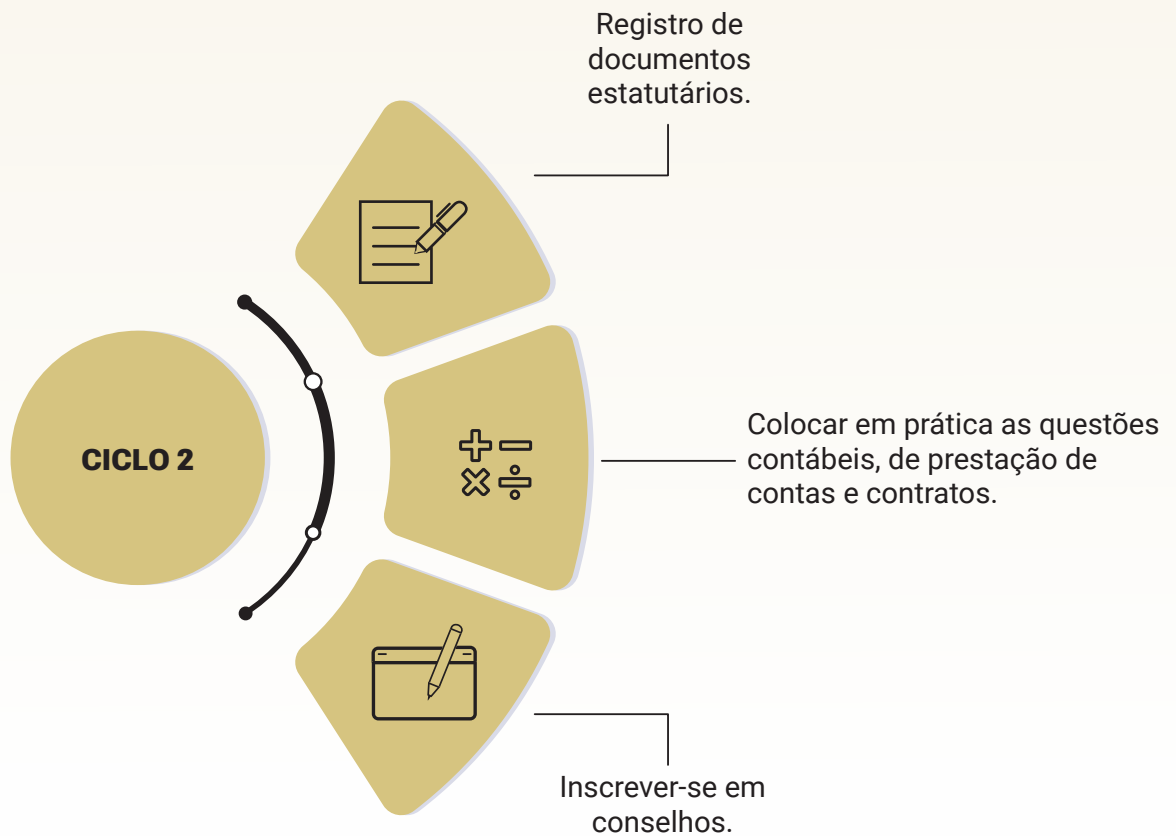 Registro de
documentos
estatutários.
CICLO 2
Colocar em prática as questões
contábeis, de prestação de
contas e contratos.
Inscrever-se em
conselhos.